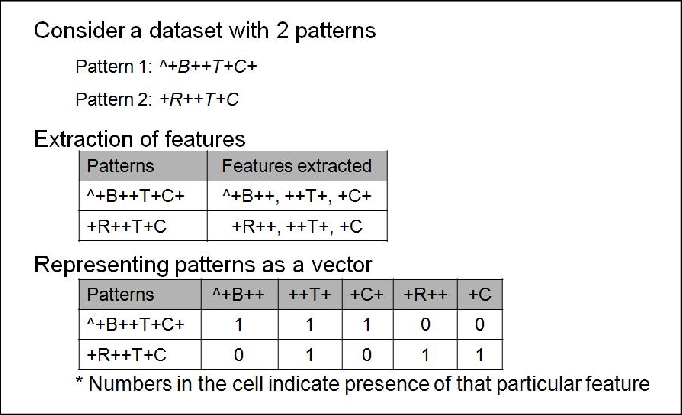 Consider a dataset with 2 patterns
Pattern 1: ^+B++T+C+
Pattern 2: +R++T+C
Extraction of features
Patterns Features extracted
^+B++T+C+ ^+B++, ++T+, +C+
+R++T+C +R++, ++T+, +C
Representing patterns as a vector
Patterns ^+B++ ++T+ +C+ +R++ +C
^+B++T+C+ 1 1 1 0 0
+R++T+C 0 1 0 1 1
* Numbers in the cell indicate presence of that particular feature